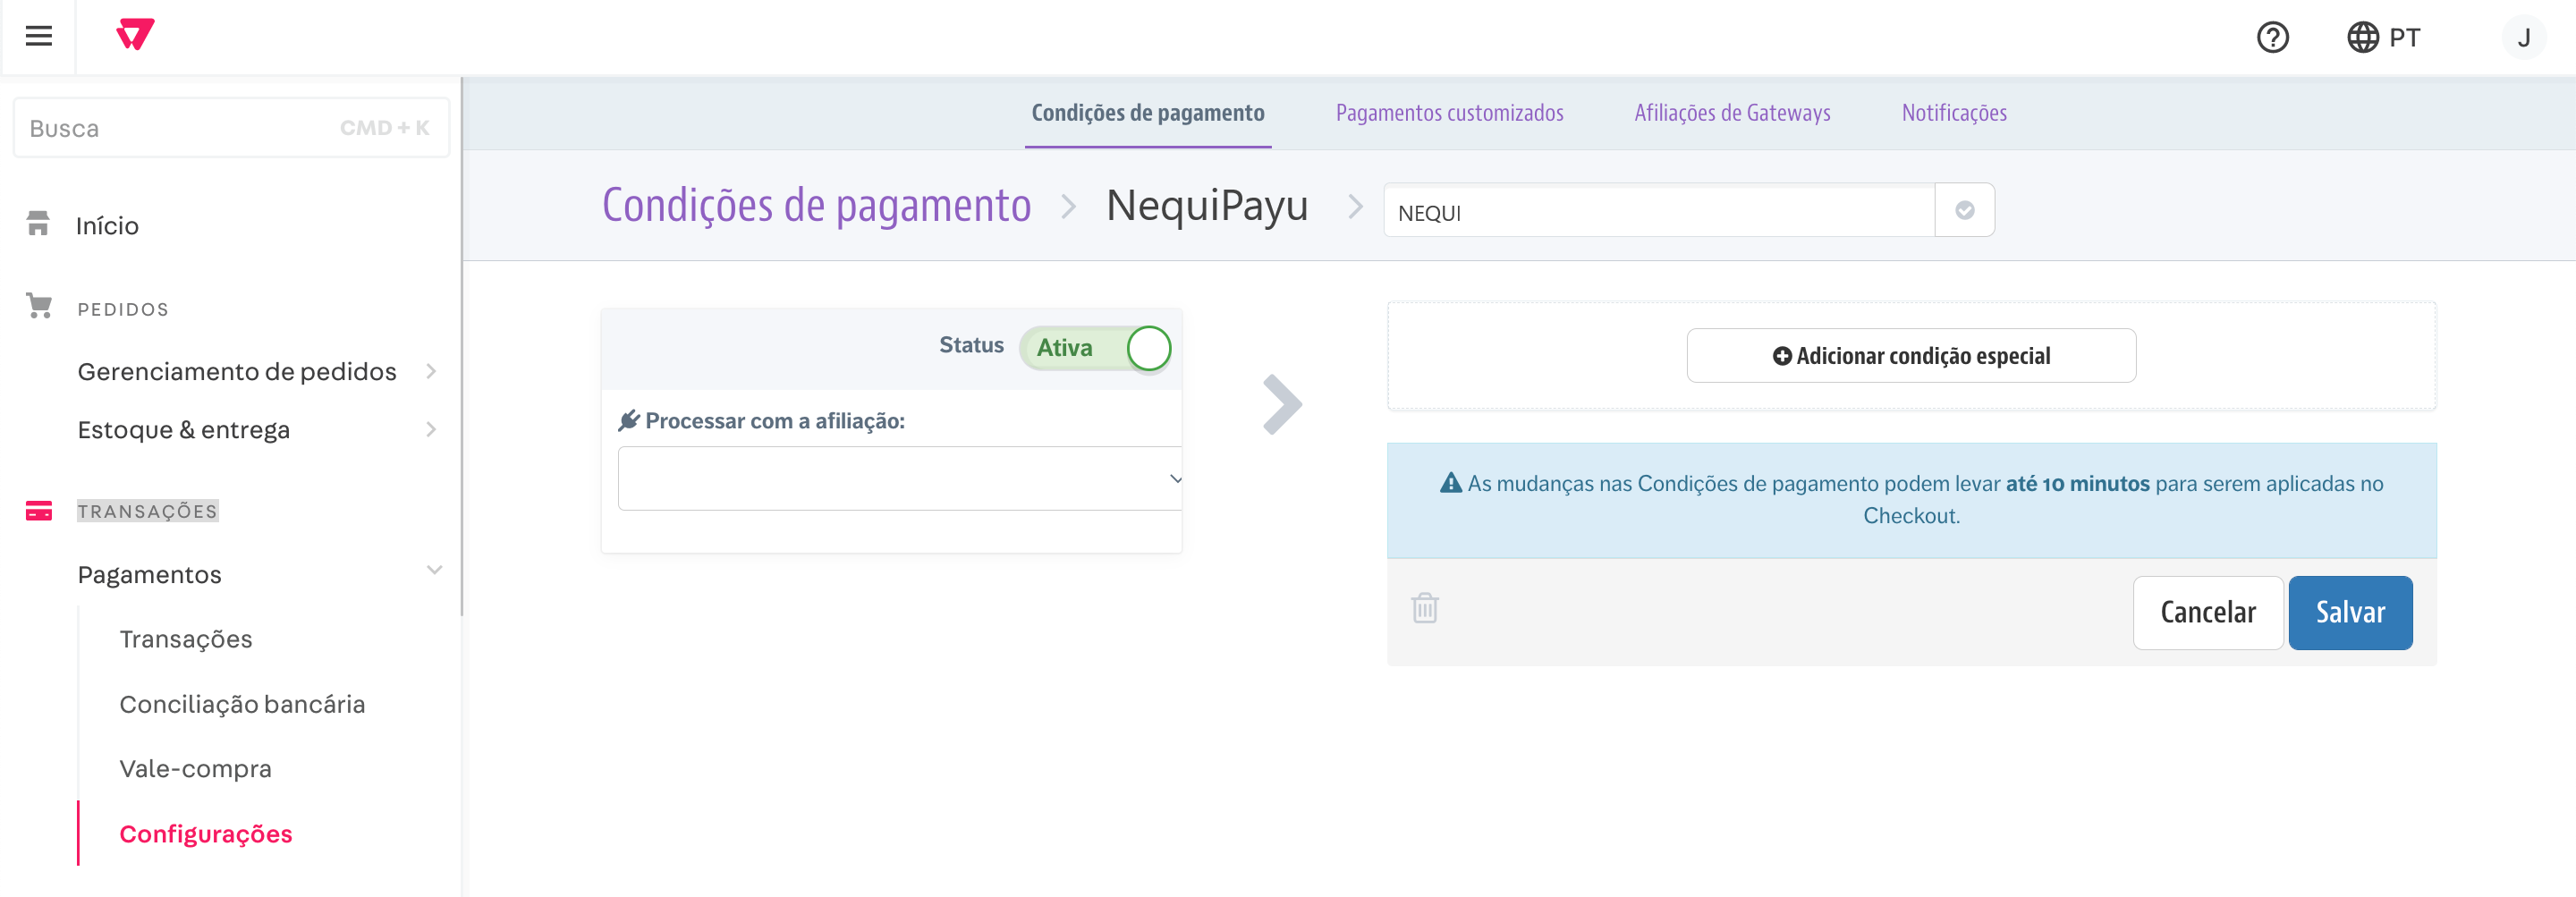 PT
J
Busca
CMD + K
Início
PEDIDOS
Gerenciamento de pedidos
Estoque & entrega
TRANSAÇÕES
Pagamentos
Transações
Conciliação bancária
Vale-compra
Configurações
Condições de pagamento
Pagamentos customizados
Afiliações de Gateways
Notificações
Condições de pagamento
NequiPayu
NEQUI
Status
Ativa
Processar com a afiliação:
Adicionar condição especial
As mudanças nas Condições de pagamento podem levar até 10 minutos para serem aplicadas no
Checkout.
Cancelar
Salvar